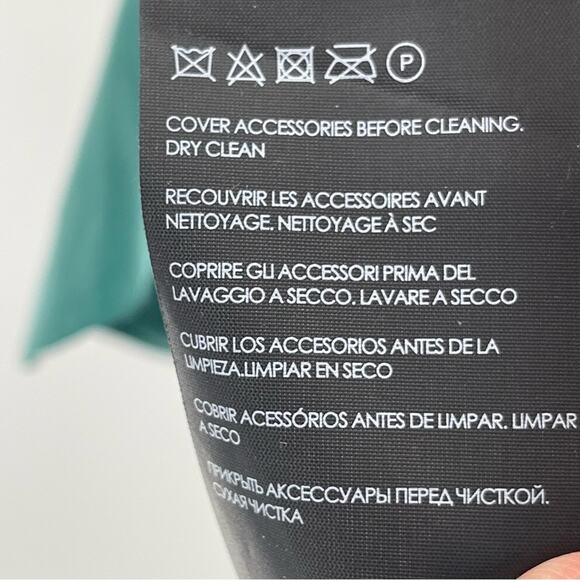 P
COVER ACCESSORIES BEFORE CLEANING.
DRY CLEAN
RECOUVRIR LES ACCESSOIRES AVANT
NETTOYAGE. NETTOYAGE À SEC
COPRIRE GLI ACCESSORI PRIMA DEL
LAVAGGIO A SECCO. LAVARE A SECCO
CUBRIR LOS ACCESORIOS ANTES DE LA
LIMPIEZA.LIMPIAR EN SECO
COBRIR ACESSÓRIOS ANTES DE LIMPAR. LIMPAR
A SECO
ПРИКРЫТЬ АКСЕССУАРЫ ПЕРЕД ЧИСТКОЙ.
СУХАЯ ЧИСТКА